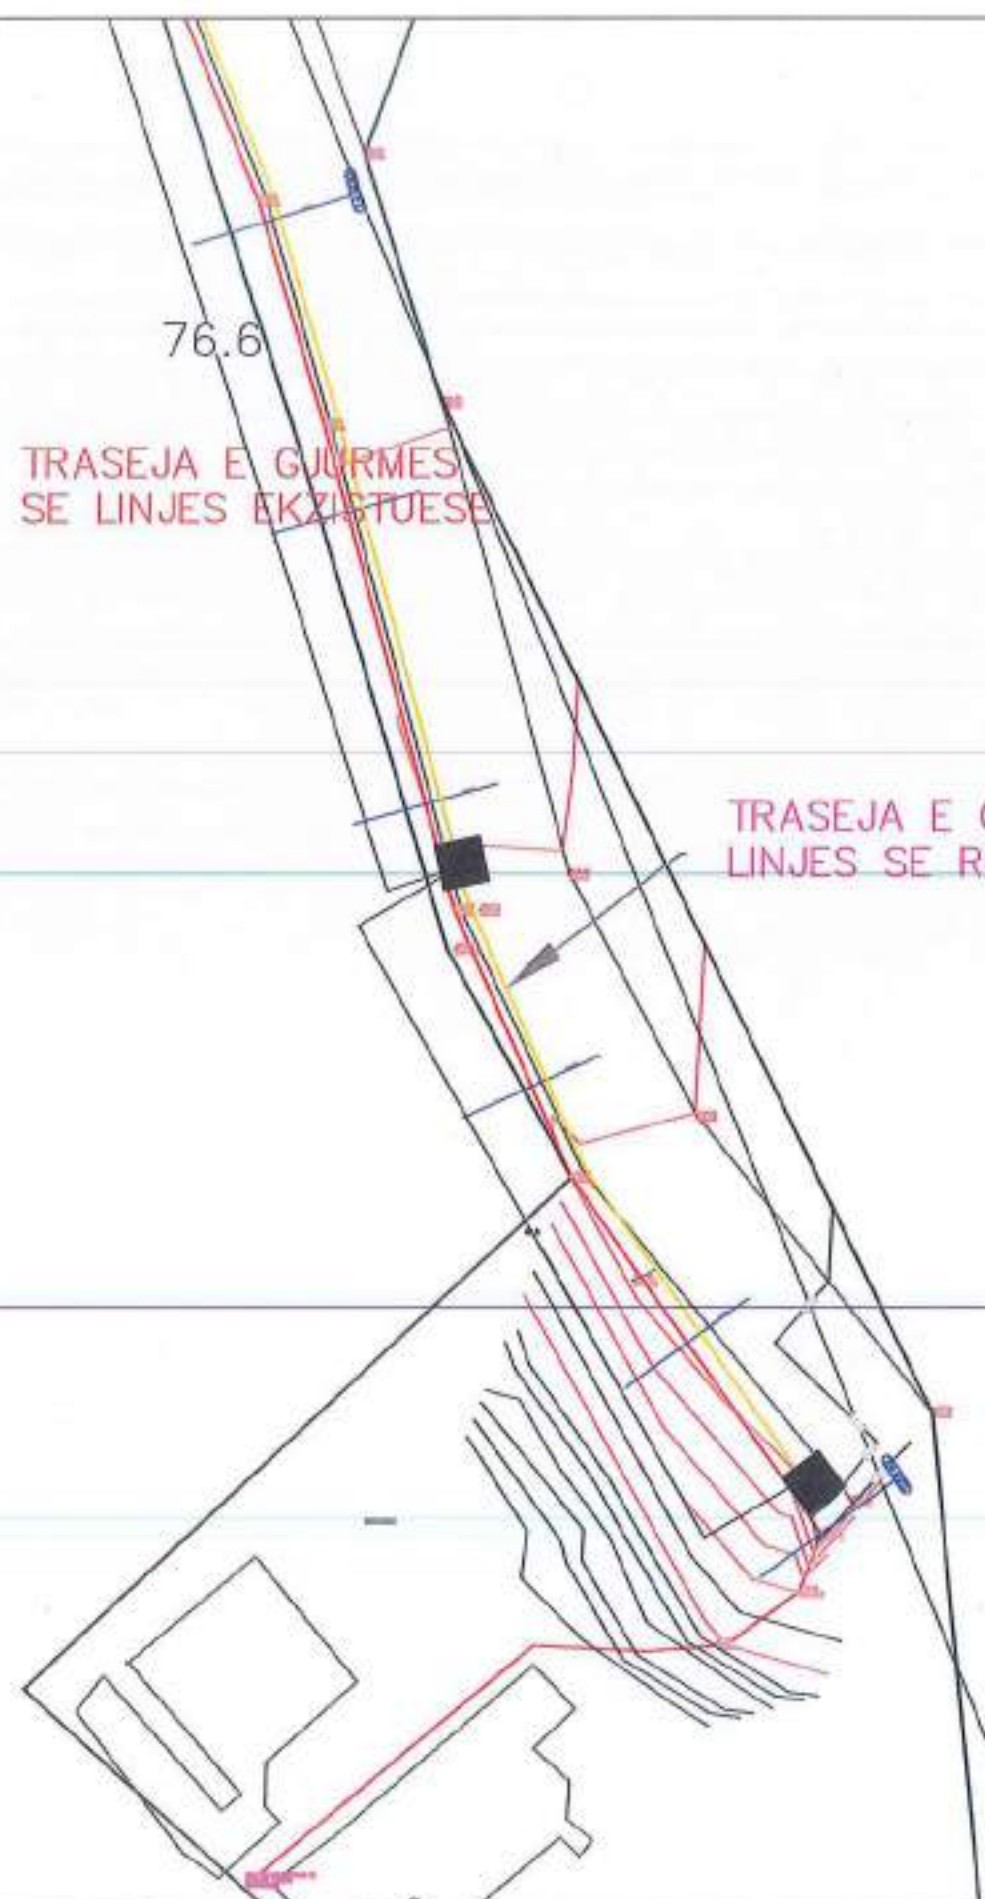 76.6
TRASEJA E GJURMES
SE LINJES EKZISTUESE
TRASEJA E
LINJES SE